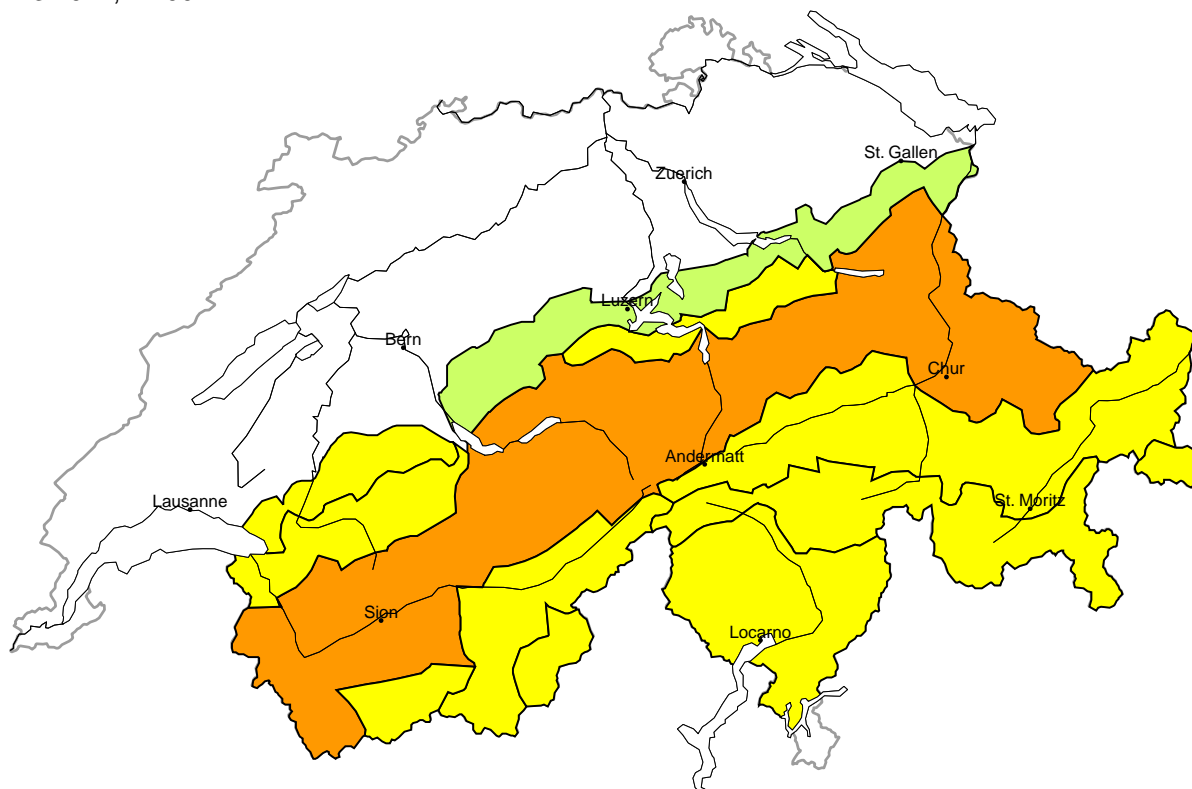 St. Gallen
Zuerich
Luzern
Bern
Chur
Andermatt
Lausanne
St. Moritz
Sion
Locarno